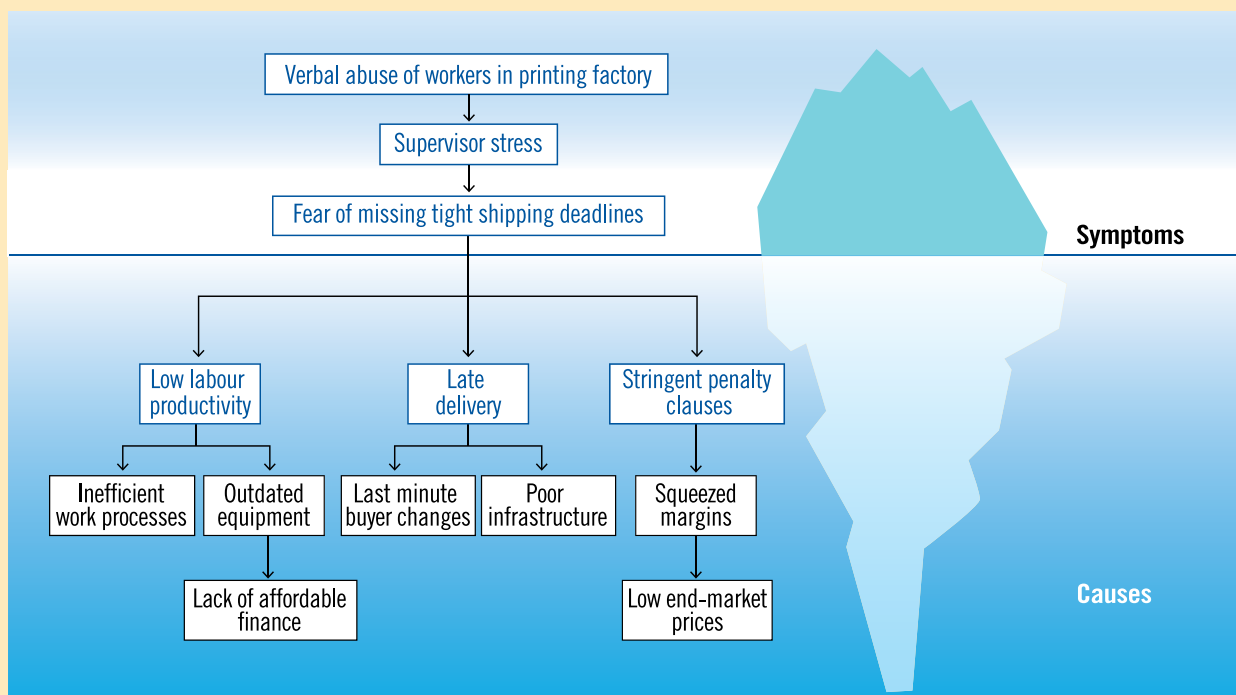 Verbal abuse of workers in printing factory
Supervisor stress
Fear of missing tight shipping deadlines
Symptoms
Low labour
productivity
Late
delivery
Stringent penalty
clauses
Inefficient
work processes
Outdated
equipment
Last minute
buyer changes
Poor
infrastructure
Squeezed
margins
Lack of affordable
finance
Low end-market
prices
Causes